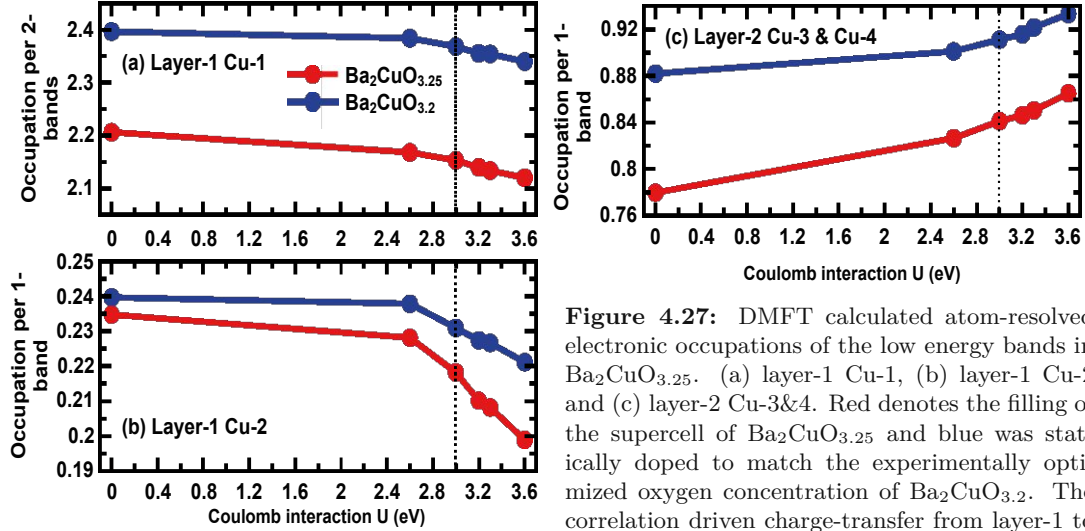 Occupation per 2-
bands
2.4
2.3
2.2
2.1
(a) Layer-1 Cu-1
Ba₂CuO₃.₂₅
Ba₂CuO₃.₂
0 0.4 0.8 1.2 1.6 2 2.4 2.8 3.2 3.6
Occupation per 1-
band
0.25
0.24
0.23
0.22
0.21
0.2
0.19
(b) Layer-1 Cu-2
0 0.4 0.8 1.2 1.6 2 2.4 2.8 3.2 3.6
Coulomb interaction U (eV)
Occupation per 1-
band
0.92
0.88
0.84
0.8
0.76
(c) Layer-2 Cu-3 & Cu-4
0 0.4 0.8 1.2 1.6 2 2.4 2.8 3.2 3.6
Coulomb interaction U (eV)
Figure 4.27: DMFT calculated atom-resolved
electronic occupations of the low energy bands in
Ba₂CuO₃.₂₅. (a) layer-1 Cu-1, (b) layer-1 Cu-2
and (c) layer-2 Cu-3&4. Red denotes the filling of
the supercell of Ba₂CuO₃.₂₅ and blue was stat-
ically doped to match the experimentally opti-
mized oxygen concentration of Ba₂CuO₃.₂. The
correlation driven charge-transfer from layer-1 to